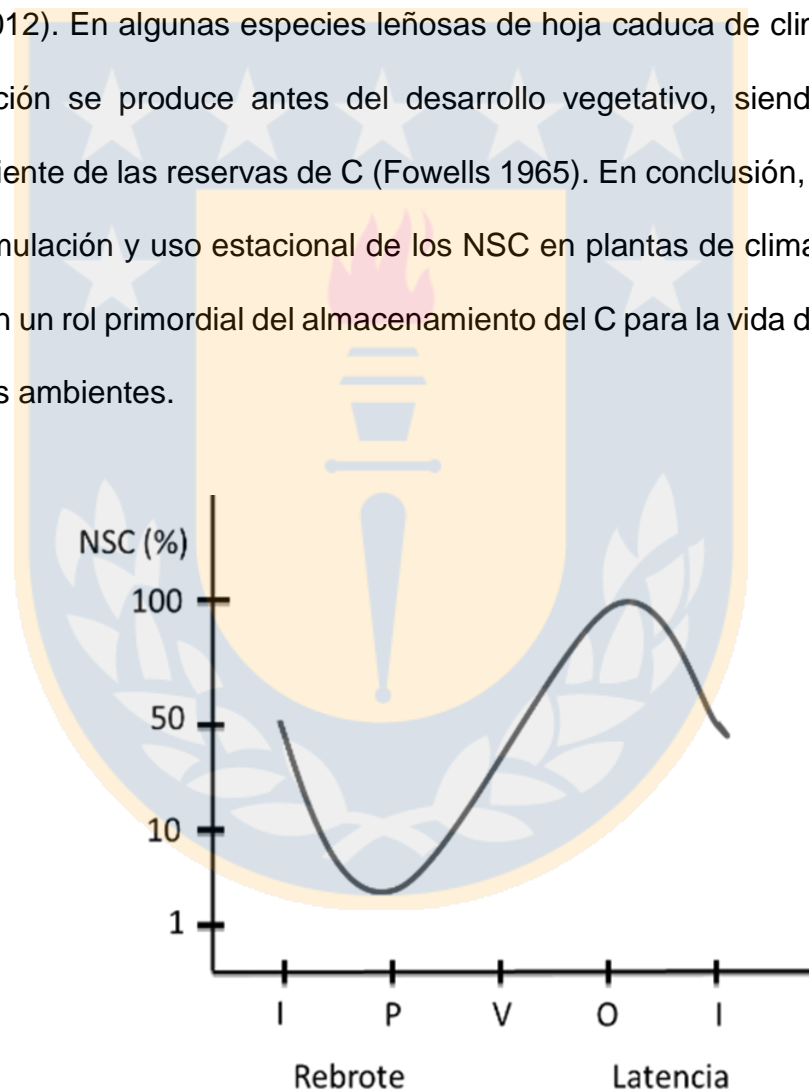 012). En algunas especies leñosas de hoja caduca de clim
ción se produce antes del desarrollo vegetativo, siend
iente de las reservas de C (Fowells 1965). En conclusión,
mulación y uso estacional de los NSC en plantas de clima
n un rol primordial del almacenamiento del C para la vida d
s ambientes.
NSC (%)
100
50
10
1
I P V O I
Rebrote Latencia